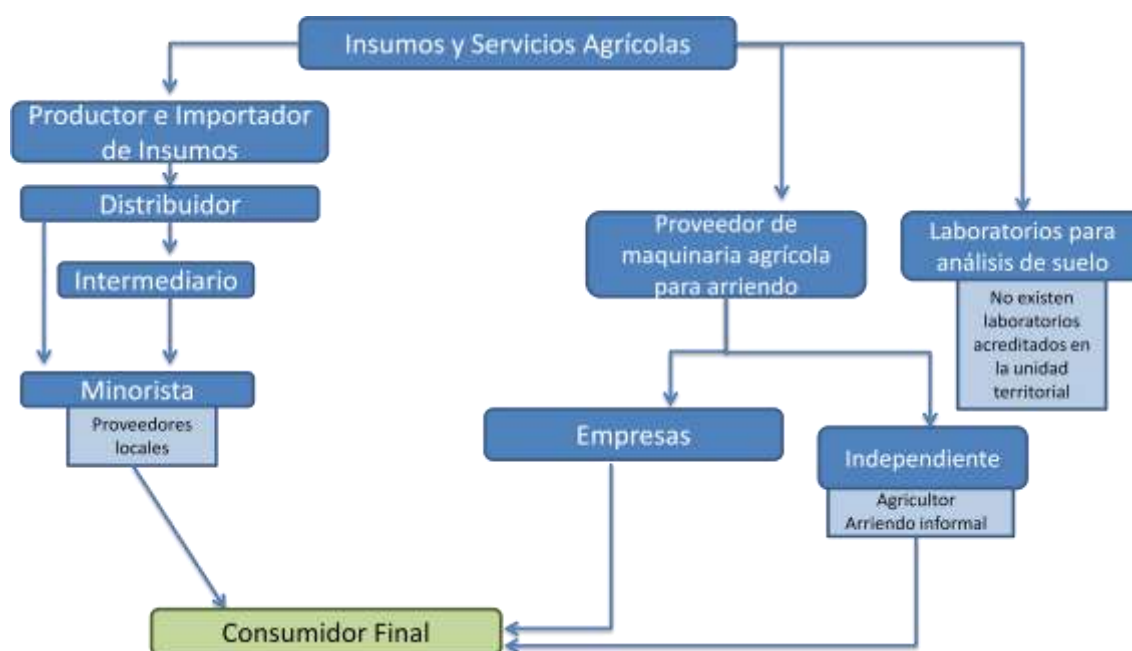 Insumos y Servicios Agrícolas
Productor e Importador
de Insumos
Distribuidor
Intermediario
Minorista
Proveedores
locales
Proveedor de
maquinaria agrícola
para arriendo
Laboratorios para
análisis de suelo
No existen
laboratorios
acreditados en
la unidad
territorial
Empresas
Independiente
Agricultor
Arriendo informal
Consumidor Final